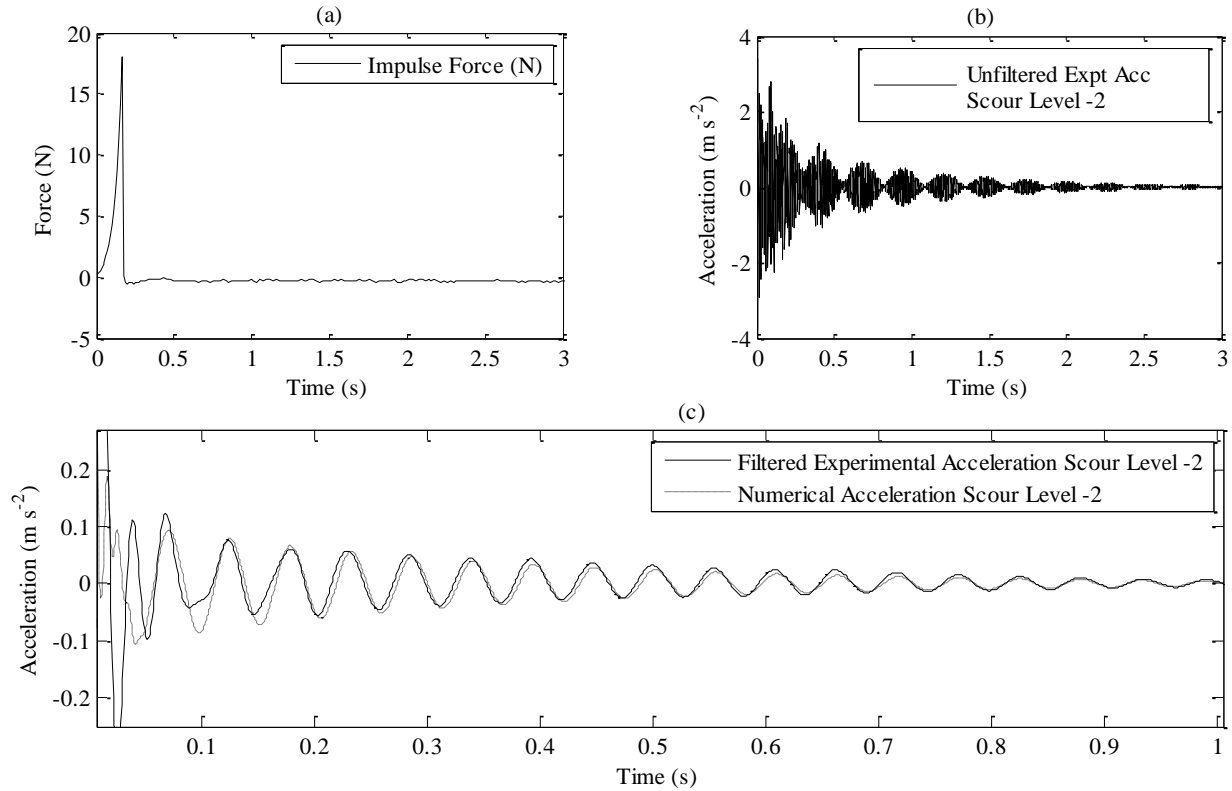 (a)
20
15
10
5
0
-5
Force (N)
Impulse Force (N)
0 0.5 1 1.5 2 2.5 3
Time (s)
(b)
4
2
0
-2
-4
Acceleration (m s-2)
Unfiltered Expt Acc
Scour Level -2
0 0.5 1 1.5 2 2.5 3
Time (s)
(c)
0.2
0.1
0
-0.1
-0.2
Acceleration (m s-2)
Filtered Experimental Acceleration Scour Level -2
Numerical Acceleration Scour Level -2
0.1 0.2 0.3 0.4 0.5 0.6 0.7 0.8 0.9 1
Time (s)